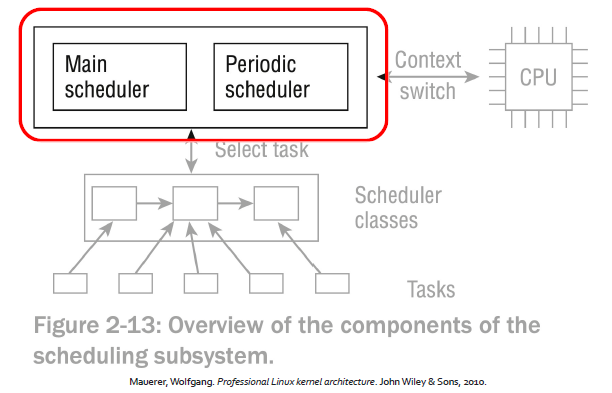 Main
scheduler
Periodic
scheduler
Context
switch
CPU
Select task
Scheduler
classes
Tasks
Figure 2-13: Overview of the components of the
scheduling subsystem.
Mauerer, Wolfgang. Professional Linux kernel architecture. John Wiley & Sons, 2010.